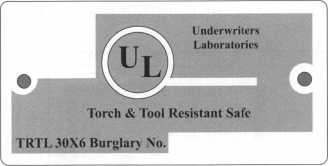 Underwriters
Laboratories
UL
Torch & Tool Resistant Safe
TRTL 30X6 Burglary No.